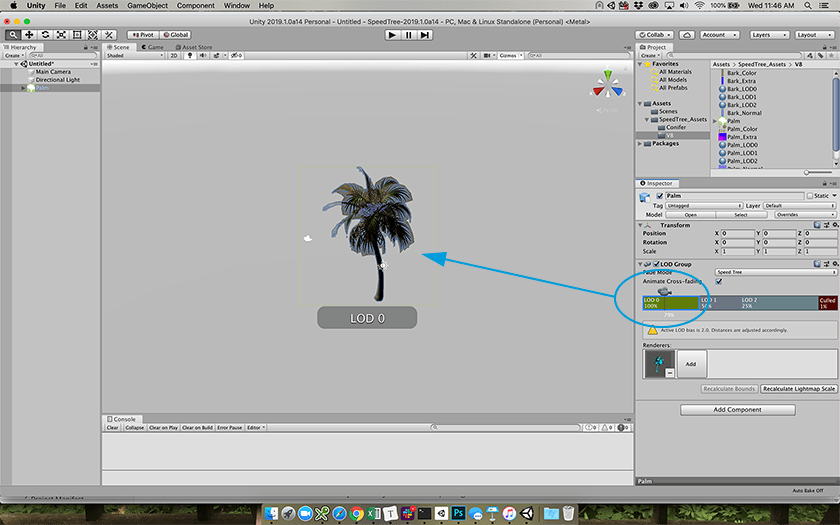 Unity File Edit Assets GameObject Component Window Help
100% Wed 11:46 AM
Unity 2019.1.0a14 Personal - Untitled - SpeedTree-2019.1.0a14 - PC, Mac & Linux Standalone (Personal) <Metal>
Pivot Global
Collab Account Layers Layout
Hierarchy
Create All
Untitled*
Main Camera
Directional Light
Palm
Scene Game Asset Store
Shaded 2D 0 Gizmos All
Persp
LOD 0
Console
Clear Collapse Clear on Play Clear on Build Error Pause Editor
0 0 0
Project
Create
Favorites
All Materials
All Models
All Prefabs
Assets
Scenes
SpeedTree_Assets
Conifer
V8
Packages
Assets SpeedTree_Assets V8
Bark_Color
Bark_Extra
Bark_LOD0
Bark_LOD1
Bark_LOD2
Bark_Normal
Palm
Palm_Color
Palm_Extra
Palm_LOD0
Palm_LOD1
Palm_LOD2
Palm_Normal
Inspector
Palm Static
Tag Untagged Layer Default
Model Open Select Overrides
Transform
Position X 0 Y 0 Z 0
Rotation X 0 Y 0 Z 0
Scale X 1 Y 1 Z 1
LOD Group
Fade Mode Speed Tree
Animate Cross-fading
LOD 0 LOD 1 LOD 2 Culled
100% 50% 25% 1%
79%
Active LOD bias is 2.0. Distances are adjusted accordingly.
Renderers:
Add
Recalculate Bounds Recalculate Lightmap Scale
Add Component
Palm
Auto Bake Off
Project Manifest